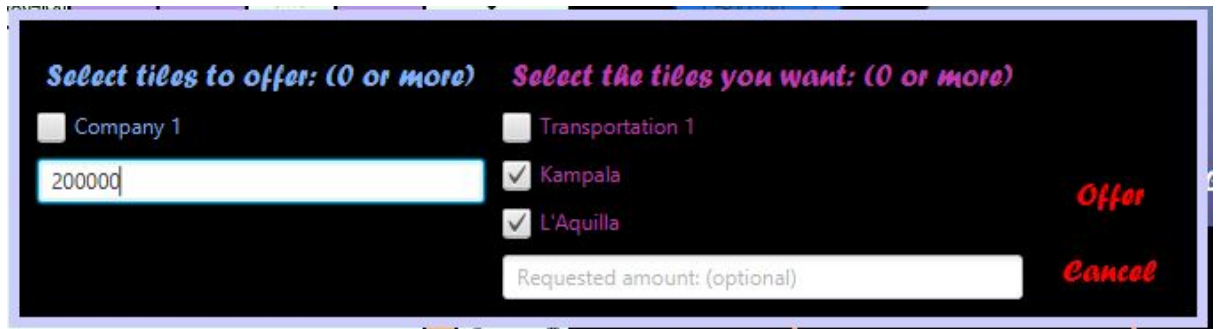 Select tiles to offer: (0 or more)
Company 1
200000
Select the tiles you want: (0 or more)
Transportation 1
Kampala
L'Aquilla
Requested amount: (optional)
Offer
Cancel